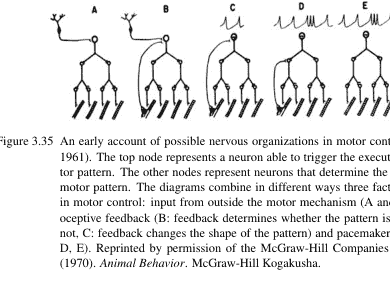 A B C D E
Figure 3.35 An early account of possible nervous organizations in motor cont
1961). The top node represents a neuron able to trigger the execut
tor pattern. The other nodes represent neurons that determine the
motor pattern. The diagrams combine in different ways three fact
in motor control: input from outside the motor mechanism (A and
oceptive feedback (B: feedback determines whether the pattern is
not, C: feedback changes the shape of the pattern) and pacemaker
D, E). Reprinted by permission of the McGraw-Hill Companies
(1970). Animal Behavior. McGraw-Hill Kogakusha.